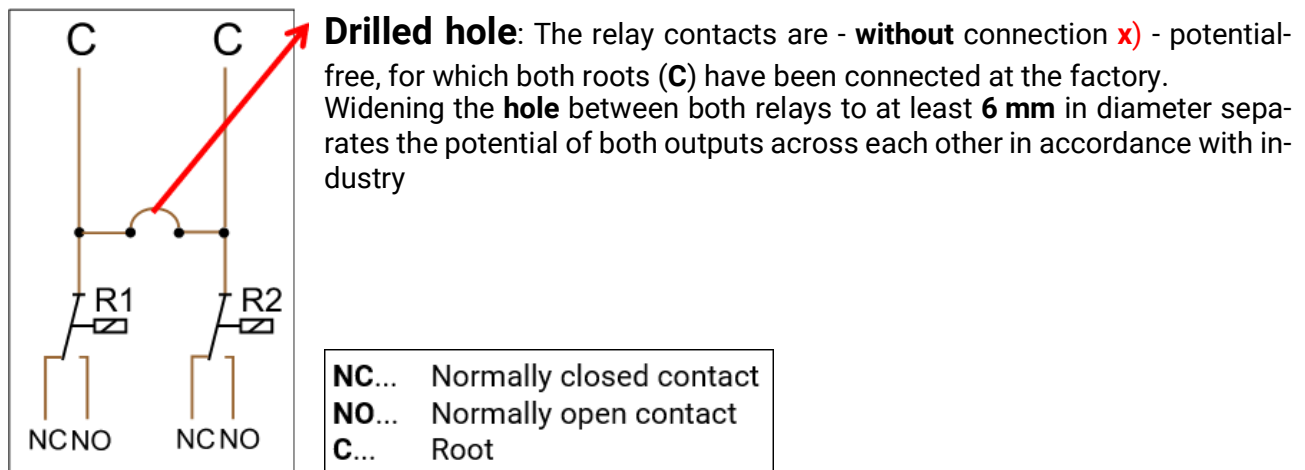 C C
Drilled hole: The relay contacts are - without connection x) - potential-
free, for which both roots (C) have been connected at the factory.
Widening the hole between both relays to at least 6 mm in diameter sepa-
rates the potential of both outputs across each other in accordance with in-
dustry
R1 R2
NC NO NC NO
NC... Normally closed contact
NO... Normally open contact
C... Root